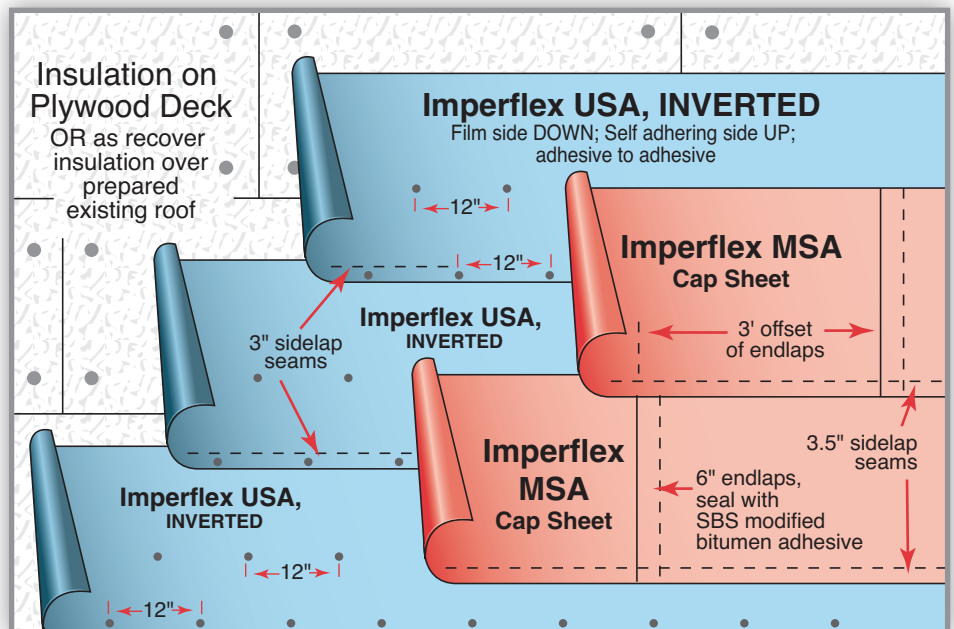 Insulation on
Plywood Deck
OR as recover
insulation over
prepared
existing roof
Imperflex USA, INVERTED
Film side DOWN; Self adhering side UP;
adhesive to adhesive
12"
12"
Imperflex MSA
Cap Sheet
3' offset
of endlaps
Imperflex USA,
INVERTED
3" sidelap
seams
3.5" sidelap
seams
Imperflex
MSA
Cap Sheet
6" endlaps,
seal with
SBS modified
bitumen adhesive
Imperflex USA,
INVERTED
12"
12"